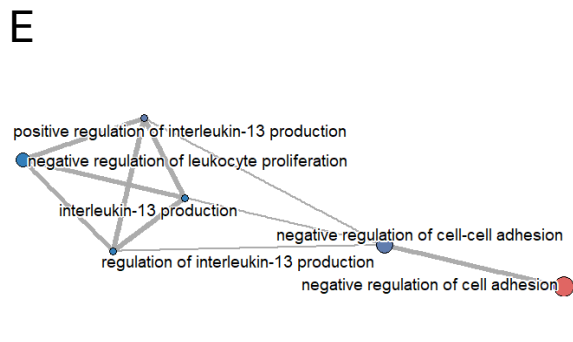 E
positive regulation of interleukin-13 production
negative regulation of leukocyte proliferation
interleukin-13 production
negative regulation of cell-cell adhesion
regulation of interleukin-13 production
negative regulation of cell adhesion